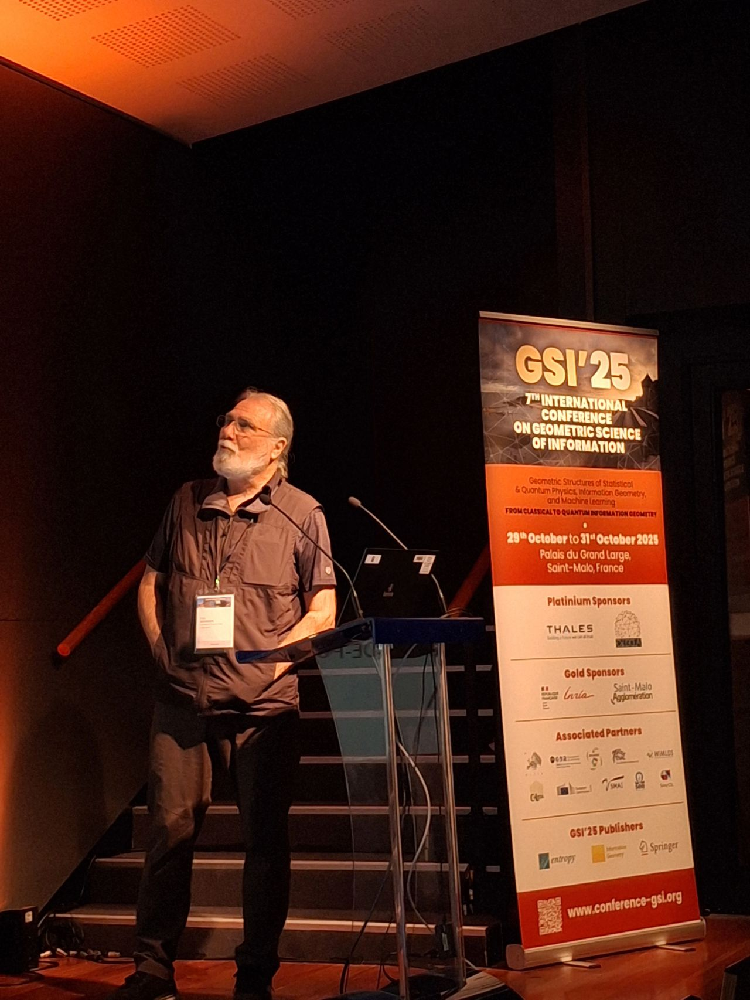 GSI'25
7TH INTERNATIONAL
CONFERENCE
ON GEOMETRIC SCIENCE
OF INFORMATION
Geometric Structures of Statistical
& Quantum Physics, Information Geometry,
and Machine Learning
FROM CLASSICAL TO QUANTUM INFORMATION GEOMETRY
29th October to 31st October 2025
Palais du Grand Large,
Saint-Malo, France
Platinium Sponsors
THALES
Building a future we can all trust
Gold Sponsors
RÉPUBLIQUE
FRANÇAISE
Inria
Saint-Malo
Agglomération
Associated Partners
WiMLDS
SMAI
GSI'25 Publishers
entropy
Information
Geometry
Springer
www.conference-gsi.org
6